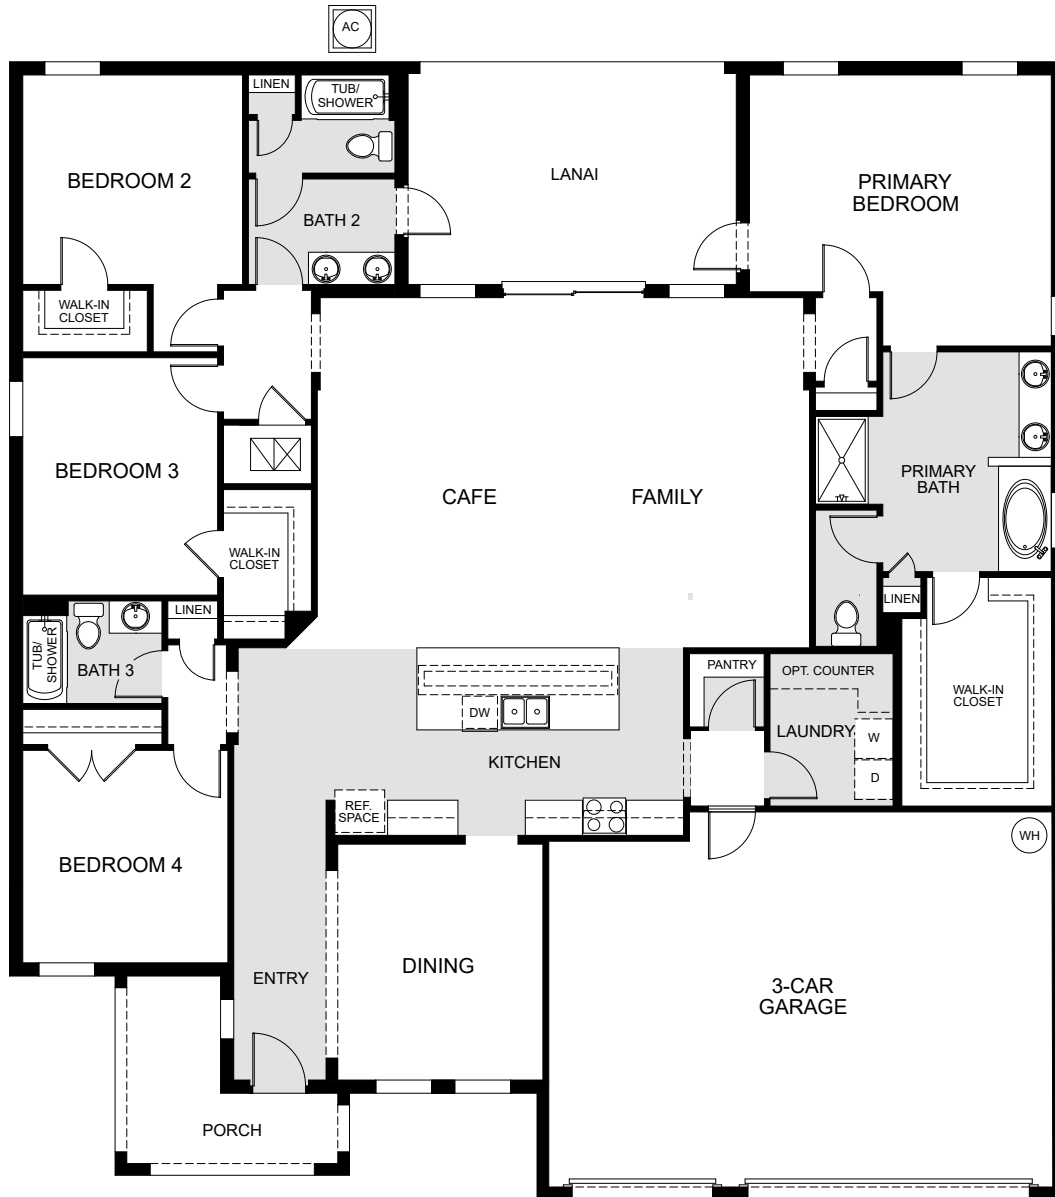 AC
LINEN
TUB/
SHOWER
BEDROOM 2
LANAI
PRIMARY
BEDROOM
BATH 2
WALK-IN
CLOSET
BEDROOM 3
CAFE
FAMILY
PRIMARY
BATH
WALK-IN
CLOSET
LINEN
LINEN
TUB/
SHOWER
BATH 3
PANTRY
OPT. COUNTER
WALK-IN
CLOSET
DW
LAUNDRY
W
KITCHEN
D
REF.
SPACE
WH
BEDROOM 4
DINING
ENTRY
3-CAR
GARAGE
PORCH